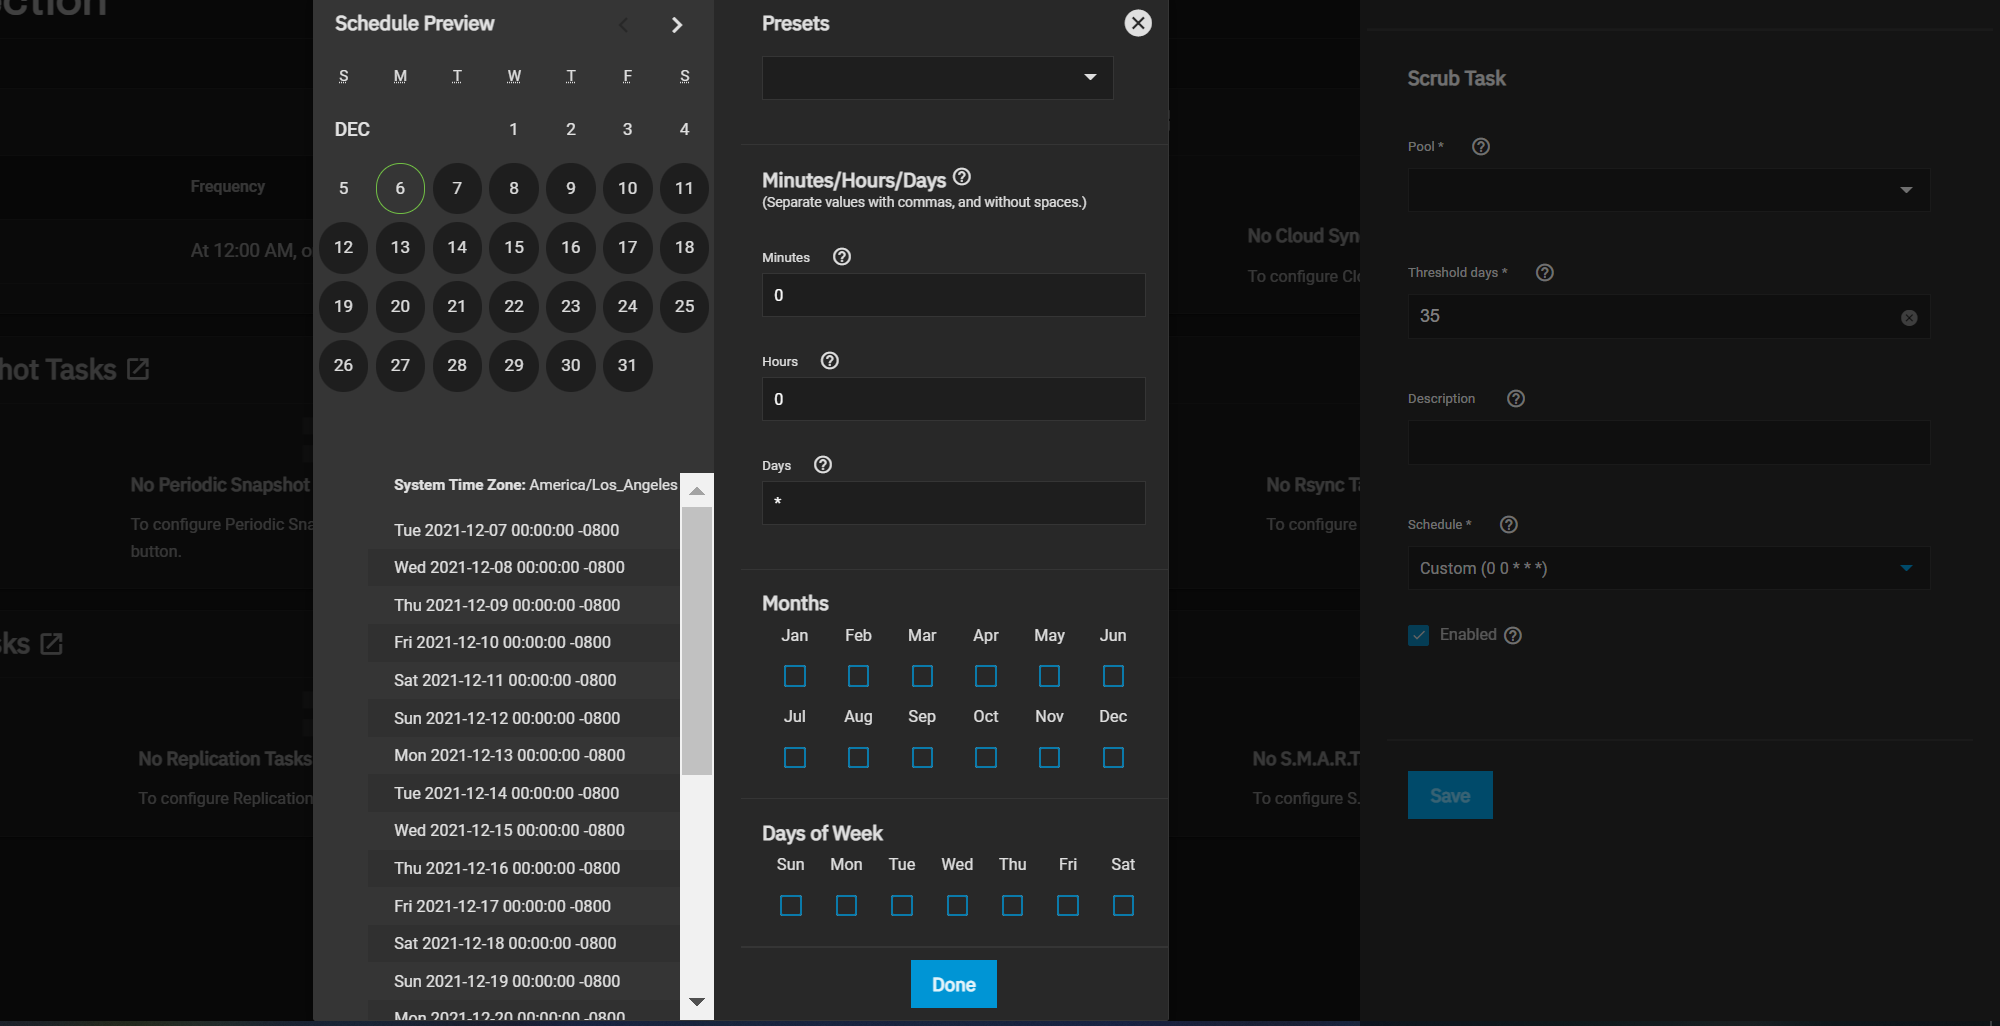 ction
Frequency
At 12:00 AM, o
hot Tasks
No Periodic Snapshot
To configure Periodic Sna
button.
ks
No Replication Tasks
To configure Replication
Schedule Preview
S M T W T F S
DEC 1 2 3 4
5 6 7 8 9 10 11
12 13 14 15 16 17 18
19 20 21 22 23 24 25
26 27 28 29 30 31
System Time Zone: America/Los_Angeles
Tue 2021-12-07 00:00:00 -0800
Wed 2021-12-08 00:00:00 -0800
Thu 2021-12-09 00:00:00 -0800
Fri 2021-12-10 00:00:00 -0800
Sat 2021-12-11 00:00:00 -0800
Sun 2021-12-12 00:00:00 -0800
Mon 2021-12-13 00:00:00 -0800
Tue 2021-12-14 00:00:00 -0800
Wed 2021-12-15 00:00:00 -0800
Thu 2021-12-16 00:00:00 -0800
Fri 2021-12-17 00:00:00 -0800
Sat 2021-12-18 00:00:00 -0800
Sun 2021-12-19 00:00:00 -0800
Mon 2021-12-20 00:00:00 -0800
Presets
Minutes/Hours/Days
(Separate values with commas, and without spaces.)
Minutes
0
Hours
0
Days
*
Months
Jan Feb Mar Apr May Jun
Jul Aug Sep Oct Nov Dec
Days of Week
Sun Mon Tue Wed Thu Fri Sat
Done
No Cloud Syn
To configure Clo
No Rsync Ta
To configure
No S.M.A.R.T
To configure S.
Scrub Task
Pool *
Threshold days *
35
Description
Schedule *
Custom (0 0 * * *)
Enabled
Save